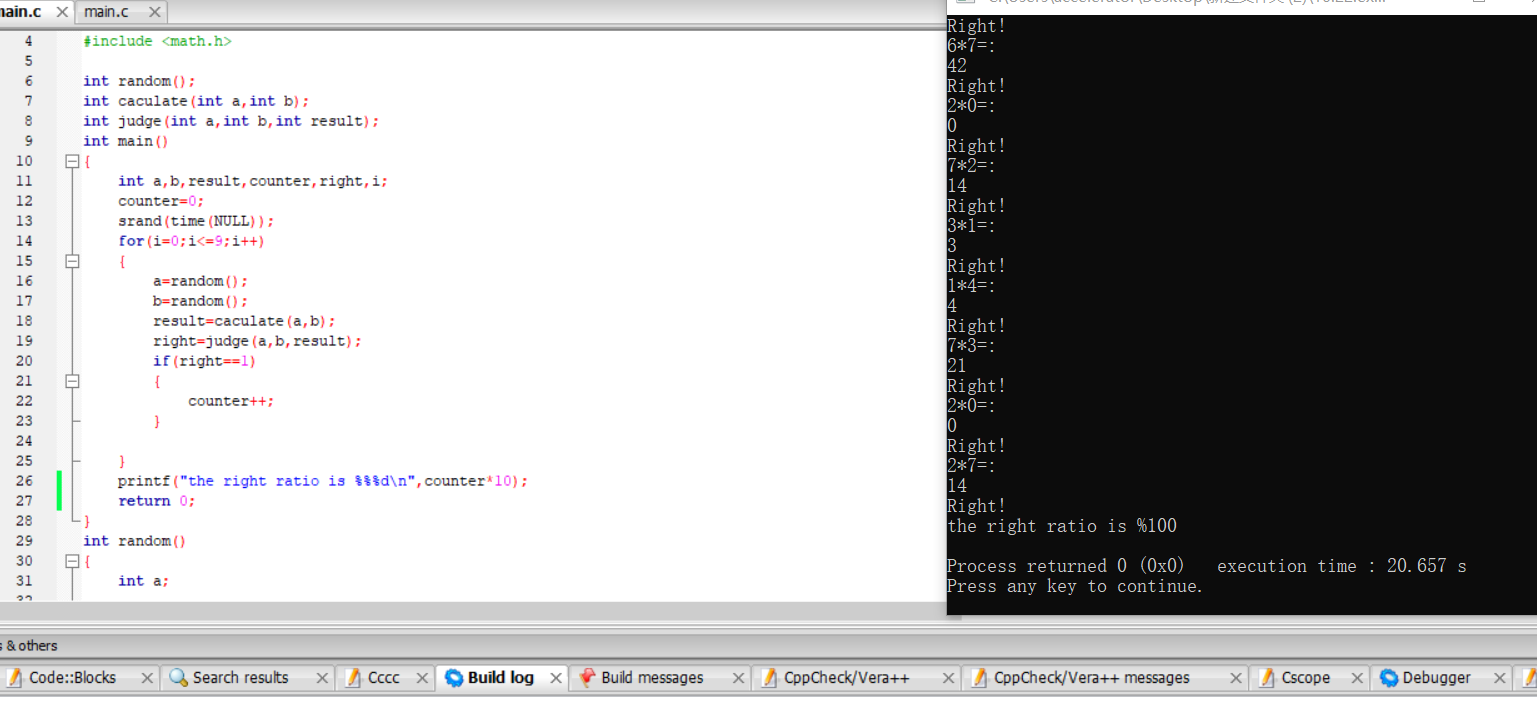 main.c
main.c
4 #include <math.h>
5
6 int random();
7 int caculate(int a,int b);
8 int judge(int a,int b,int result);
9 int main()
10 {
11 int a,b,result,counter,right,i;
12 counter=0;
13 srand(time(NULL));
14 for(i=0;i<=9;i++)
15 {
16 a=random();
17 b=random();
18 result=caculate(a,b);
19 right=judge(a,b,result);
20 if(right==1)
21 {
22 counter++;
23 }
24
25 }
26 printf("the right ratio is %%%d\n",counter*10);
27 return 0;
28 }
29 int random()
30 {
31 int a;
Right!
6*7=:
42
Right!
2*0=:
0
Right!
7*2=:
14
Right!
3*1=:
3
Right!
1*4=:
4
Right!
7*3=:
21
Right!
2*0=:
0
Right!
2*7=:
14
Right!
the right ratio is %100
Process returned 0 (0x0) execution time : 20.657 s
Press any key to continue.
s & others
Code::Blocks
Search results
Cccc
Build log
Build messages
CppCheck/Vera++
CppCheck/Vera++ messages
Cscope
Debugger